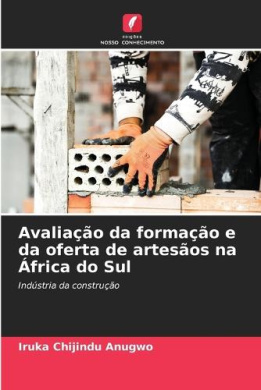 edições
NOSSO CONHECIMENTO
Avaliação da formação e
da oferta de artesãos na
África do Sul
Indústria da construção
Iruka Chijindu Anugwo